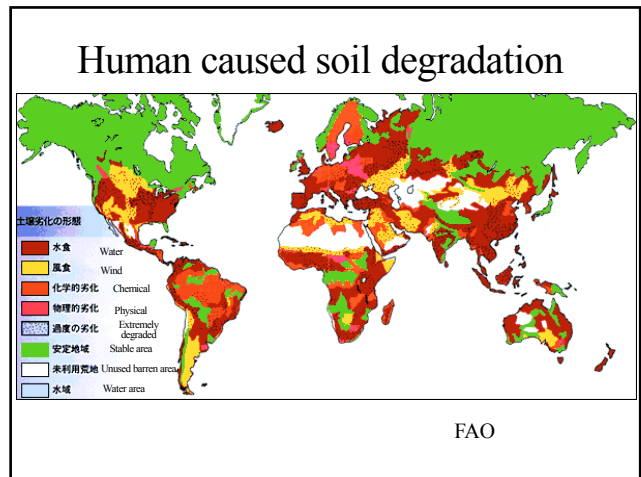 Human caused soil degradation
土壌劣化の形態
水食 Water
風食 Wind
化学的劣化 Chemical
物理的劣化 Physical
過度の劣化 Extremely degraded
安定地域 Stable area
未利用荒地 Unused barren area
水域 Water area
FAO